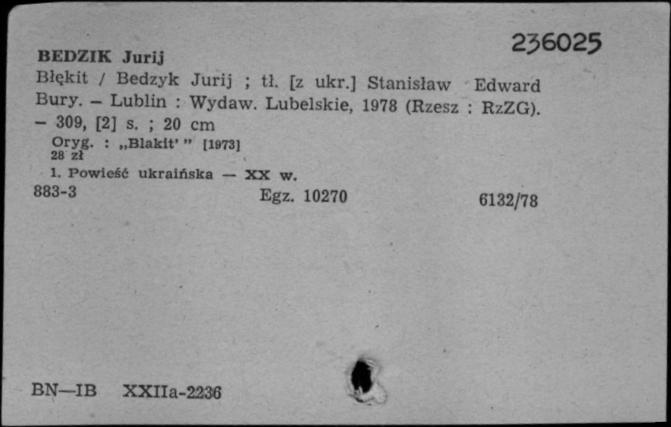 236025
BEDZIK Jurij
Błękit / Bedzyk Jurij ; tł. [z ukr.] Stanisław Edward
Bury. — Lublin : Wydaw. Lubelskie, 1978 (Rzesz : RzZG).
— 309, [2] s. ; 20 cm
Oryg. : „Blakit' ” [1973]
28 zł
1. Powieść ukraińska — XX w.
883-3 Egz. 10270 6132/78
BN—IB XXIIa-2236